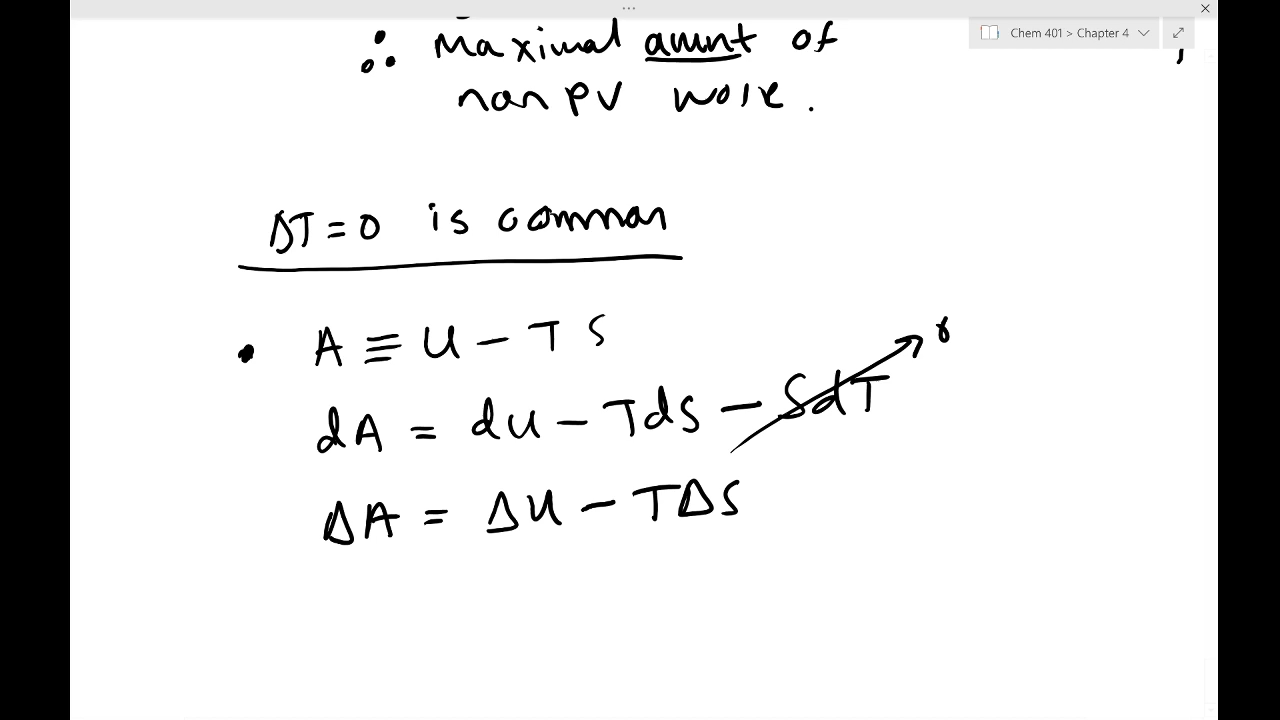 Chem 401 > Chapter 4
∴ Maximal amnt of
non PV work.
ΔT = 0 is common
• A ≡ U − T S
dA = dU − TdS − SdT
ΔA = ΔU − TΔS